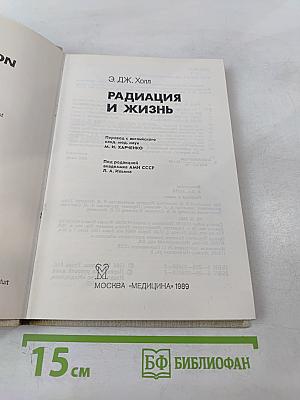 ON
Э. ДЖ. Холл
РАДИАЦИЯ
И ЖИЗНЬ
Перевод с английского
канд. мед. наук
М. Н. ХАРЧЕНКО
Под редакцией
академика АМН СССР
Л. А. Ильина
МОСКВА «МЕДИЦИНА» 1989
15 см
БФ БИБЛИОФАН